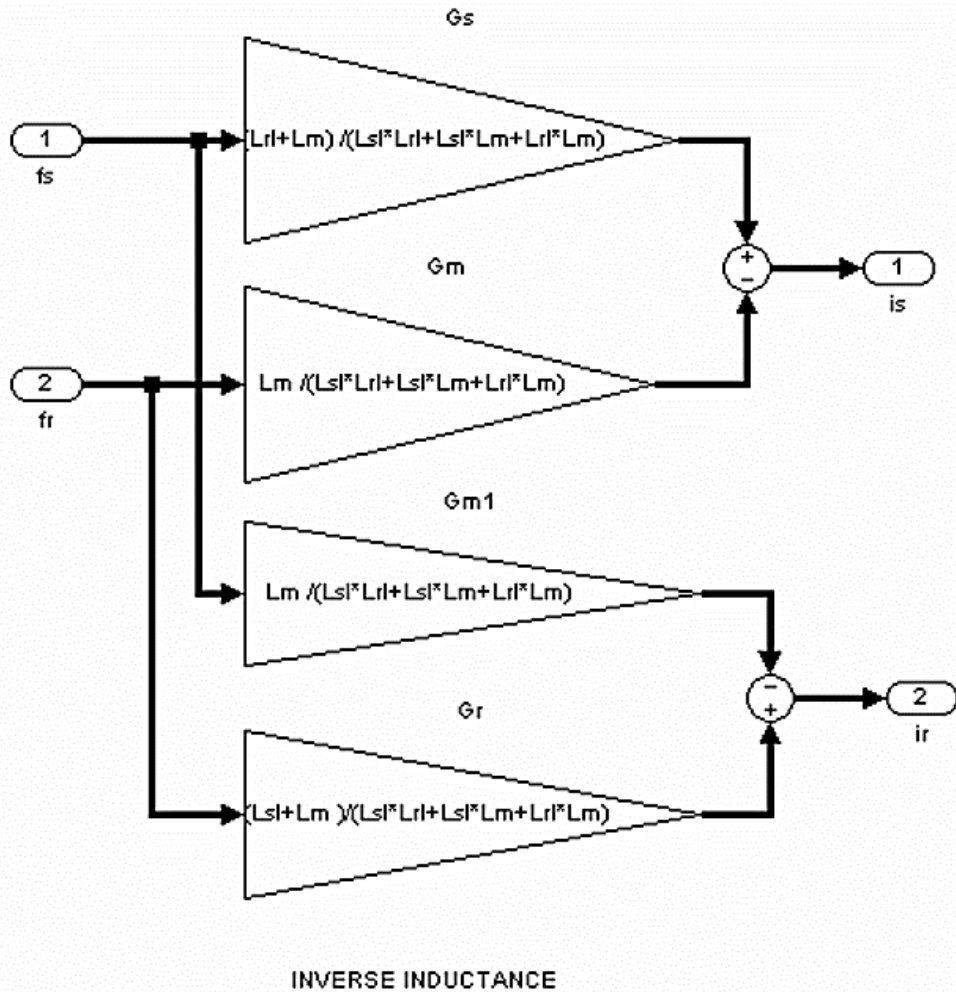 Gs
1
fs
(Lrl+Lm) /(Lsl*Lrl+Lsl*Lm+Lrl*Lm)
+
−
1
is
Gm
2
fr
Lm /(Lsl*Lrl+Lsl*Lm+Lrl*Lm)
Gm1
Lm /(Lsl*Lrl+Lsl*Lm+Lrl*Lm)
−
+
2
ir
Gr
(Lsl+Lm )/(Lsl*Lrl+Lsl*Lm+Lrl*Lm)
INVERSE INDUCTANCE